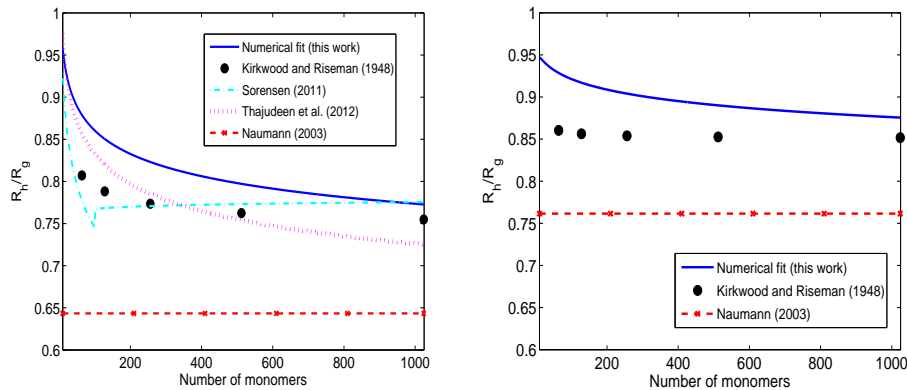 1
0.95
0.9
0.85
0.8
0.75
0.7
0.65
0.6
R_h/R_g
200
400
600
800
1000
Number of monomers
Numerical fit (this work)
Kirkwood and Riseman (1948)
Sorensen (2011)
Thajudeen et al. (2012)
Naumann (2003)
1
0.95
0.9
0.85
0.8
0.75
0.7
0.65
0.6
R_h/R_g
200
400
600
800
1000
Number of monomers
Numerical fit (this work)
Kirkwood and Riseman (1948)
Naumann (2003)